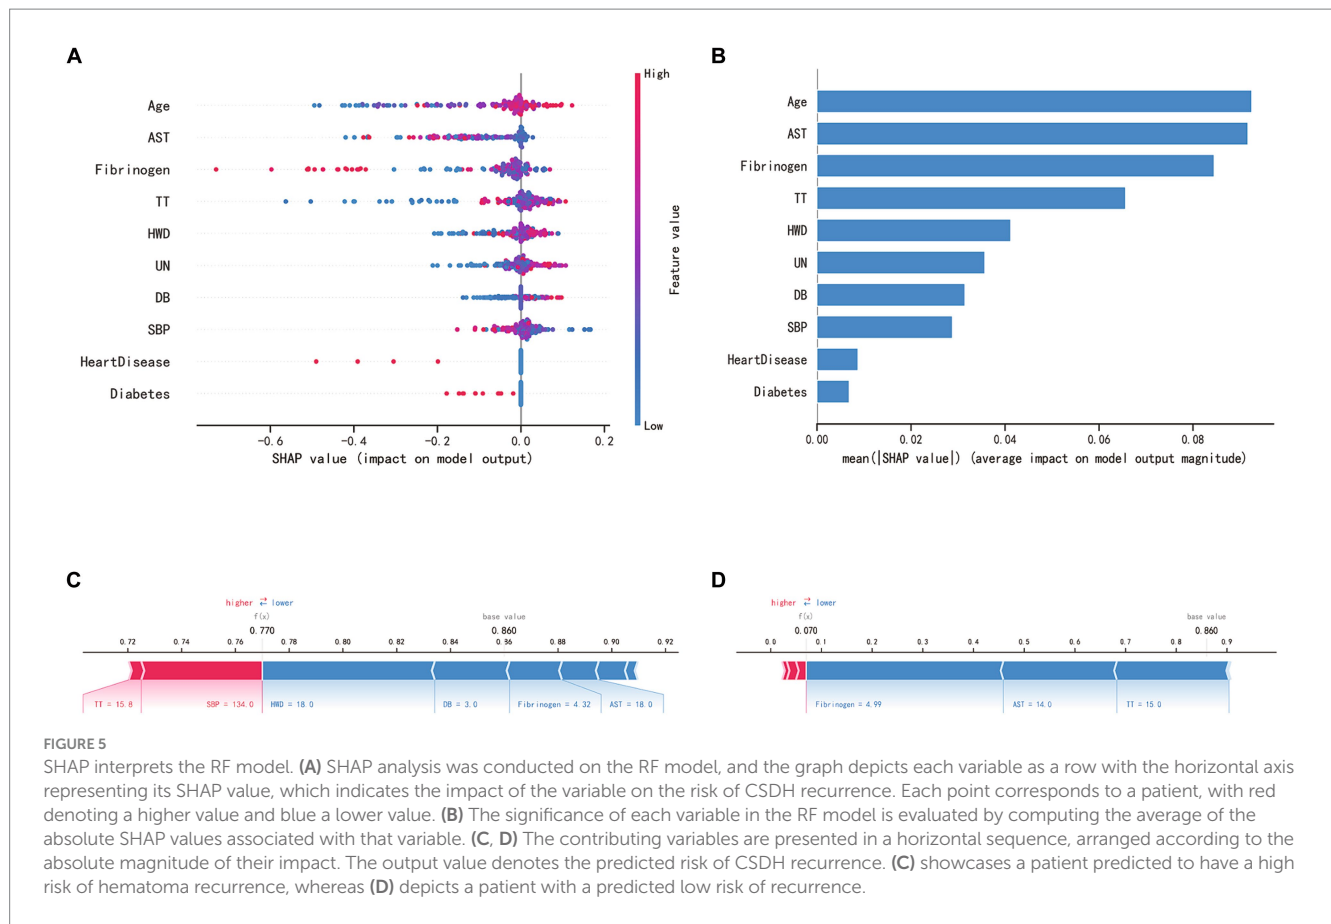 A
High
Age
AST
Fibrinogen
TT
HWD
UN
DB
SBP
HeartDisease
Diabetes
Feature value
Low
-0.6 -0.4 -0.2 0.0 0.2
SHAP value (impact on model output)
B
Age
AST
Fibrinogen
TT
HWD
UN
DB
SBP
HeartDisease
Diabetes
0.00 0.02 0.04 0.06 0.08
mean(|SHAP value|) (average impact on model output magnitude)
C
higher ⇄ lower
f(x) base value
0.770 0.860
0.72 0.74 0.76 0.78 0.80 0.82 0.84 0.86 0.88 0.90 0.92
TT = 15.8 SBP = 134.0 HWD = 18.0 DB = 3.0 Fibrinogen = 4.32 AST = 18.0
D
higher ⇄ lower
f(x) base value
0.070 0.860
0.0 0.1 0.2 0.3 0.4 0.5 0.6 0.7 0.8 0.9
Fibrinogen = 4.99 AST = 14.0 TT = 15.0
FIGURE 5
SHAP interprets the RF model. (A) SHAP analysis was conducted on the RF model, and the graph depicts each variable as a row with the horizontal axis
representing its SHAP value, which indicates the impact of the variable on the risk of CSDH recurrence. Each point corresponds to a patient, with red
denoting a higher value and blue a lower value. (B) The significance of each variable in the RF model is evaluated by computing the average of the
absolute SHAP values associated with that variable. (C, D) The contributing variables are presented in a horizontal sequence, arranged according to the
absolute magnitude of their impact. The output value denotes the predicted risk of CSDH recurrence. (C) showcases a patient predicted to have a high
risk of hematoma recurrence, whereas (D) depicts a patient with a predicted low risk of recurrence.